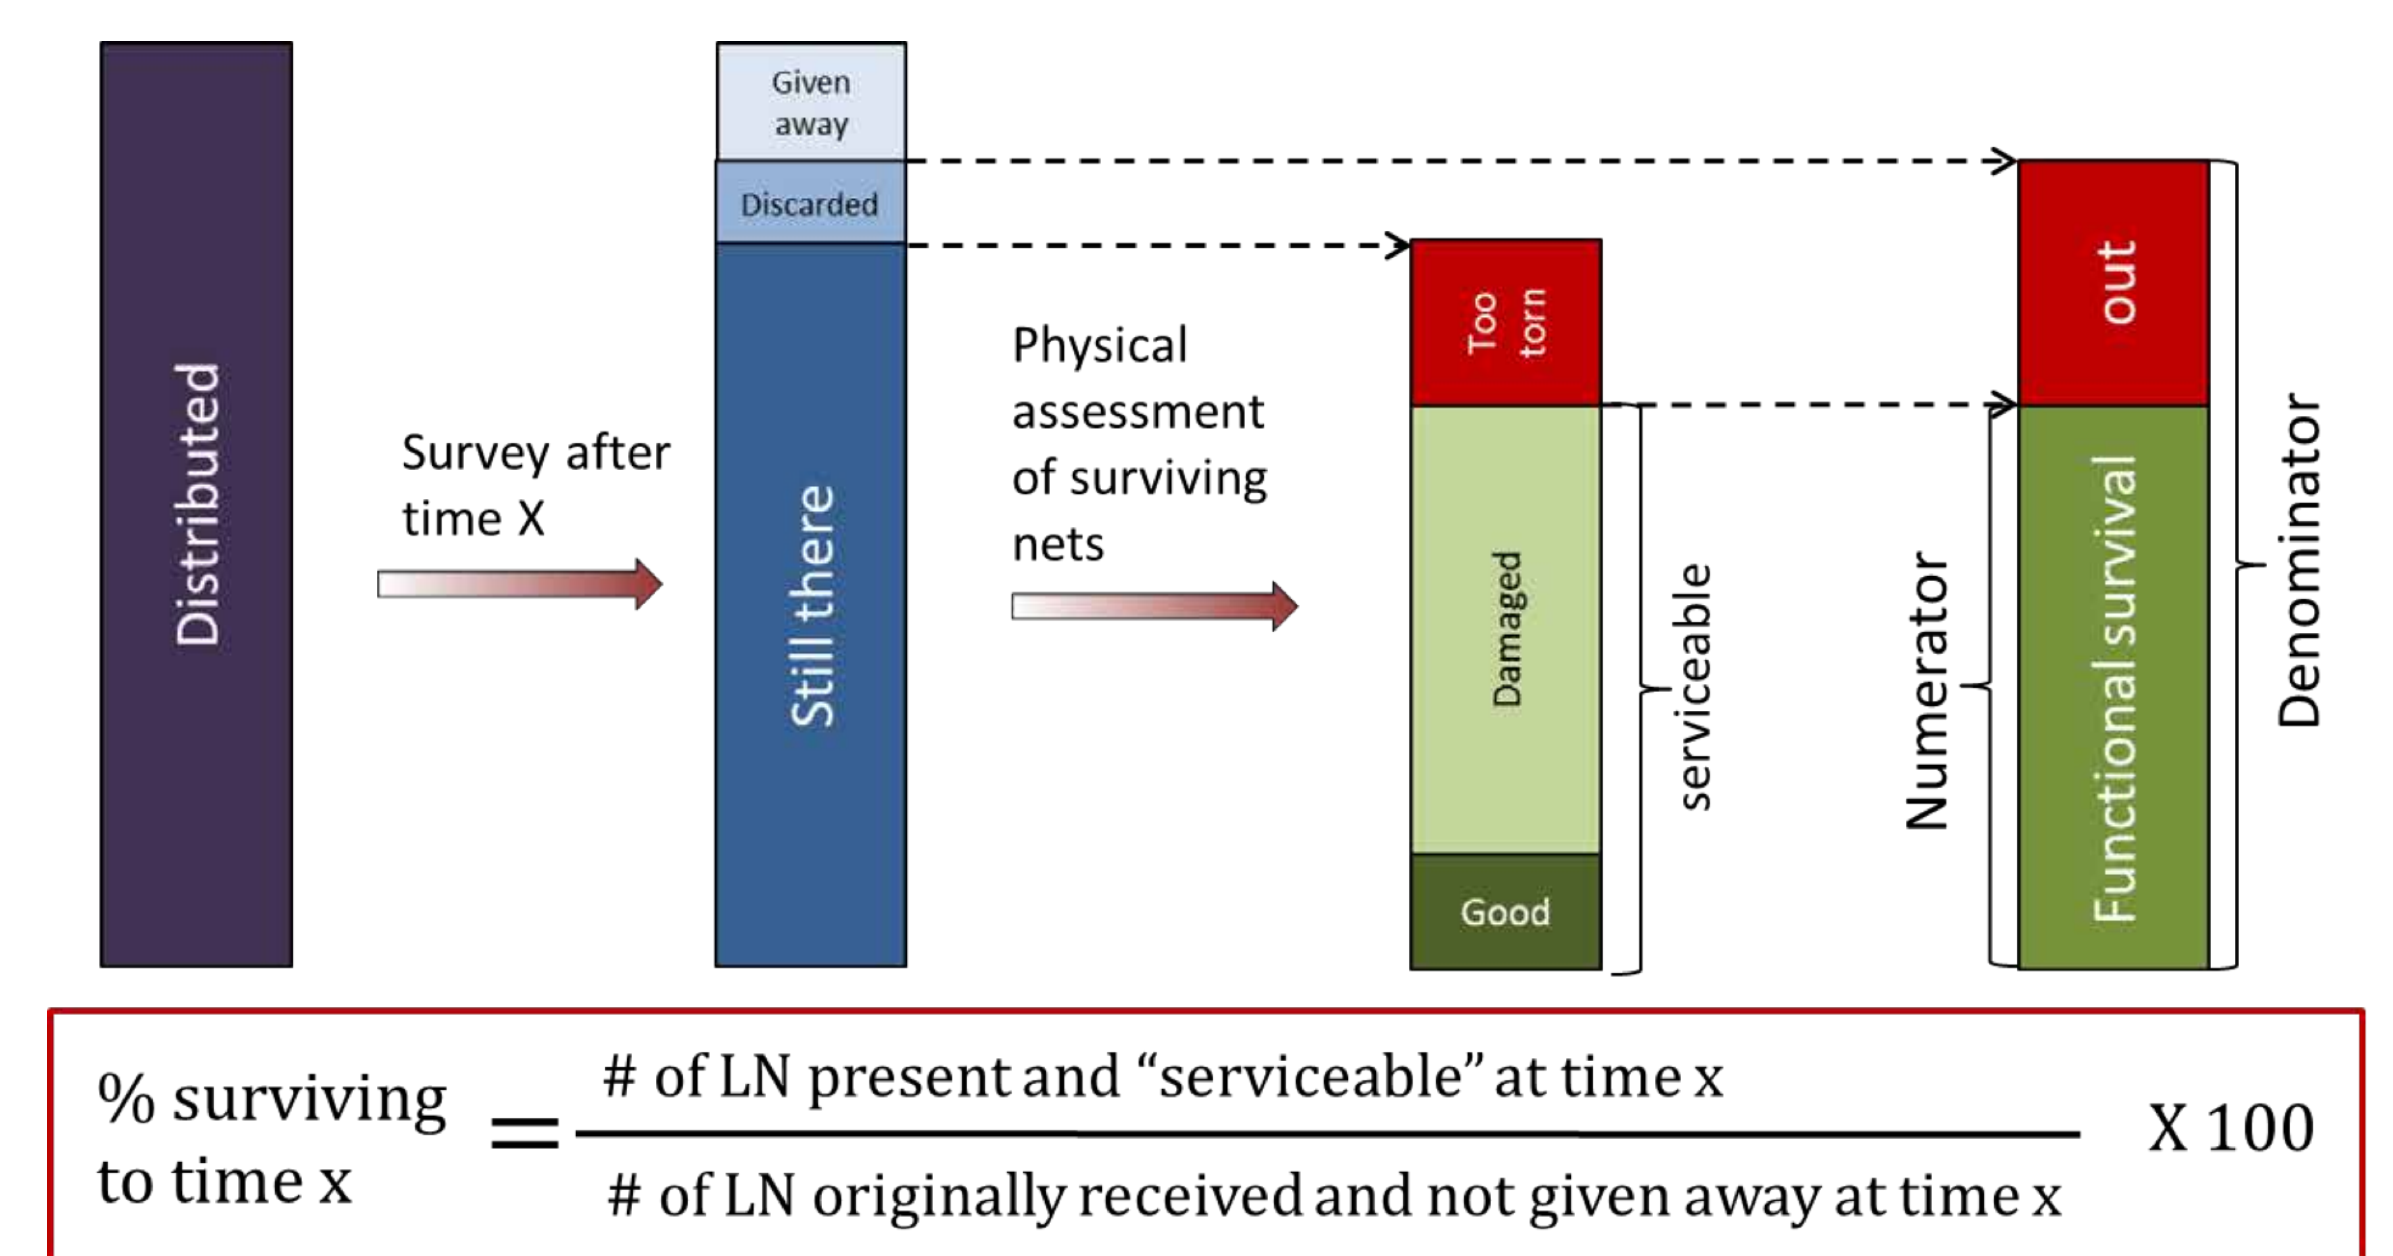 Distributed
Survey after
time X
Given
away
Discarded
Still there
Physical
assessment
of surviving
nets
Too
torn
Damaged
Good
serviceable
Numerator
out
Functional survival
Denominator
% surviving
to time x
=
# of LN present and “serviceable” at time x
# of LN originally received and not given away at time x
X 100